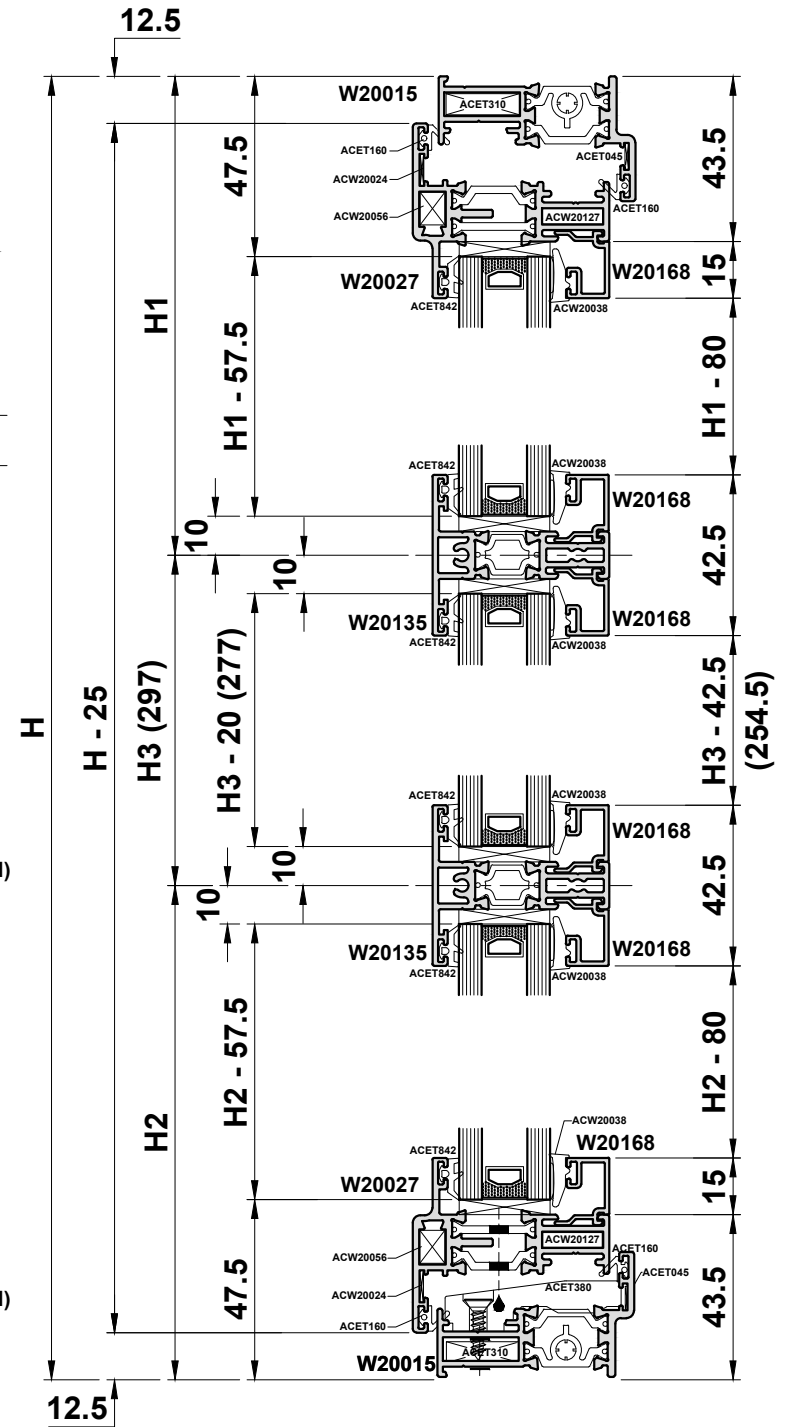 12.5
W20015
ACET310
ACET160
ACET045
ACW20024
ACW20056
ACW20127
ACET160
W20027
W20168
ACET842
ACW20038
47.5
43.5
15
H1
H1 - 57.5
H1 - 80
ACET842
ACW20038
W20168
10
10
42.5
W20135
W20168
ACET842
ACW20038
H
H - 25
H3 (297)
H3 - 20 (277)
H3 - 42.5
(254.5)
ACET842
ACW20038
W20168
10
10
42.5
W20135
W20168
ACET842
ACW20038
H2
H2 - 57.5
H2 - 80
ACW20038
ACET842
W20168
W20027
15
ACW20127
ACET160
ACW20056
ACET045
ACET380
ACW20024
ACET160
47.5
43.5
W20015
ACET310
12.5